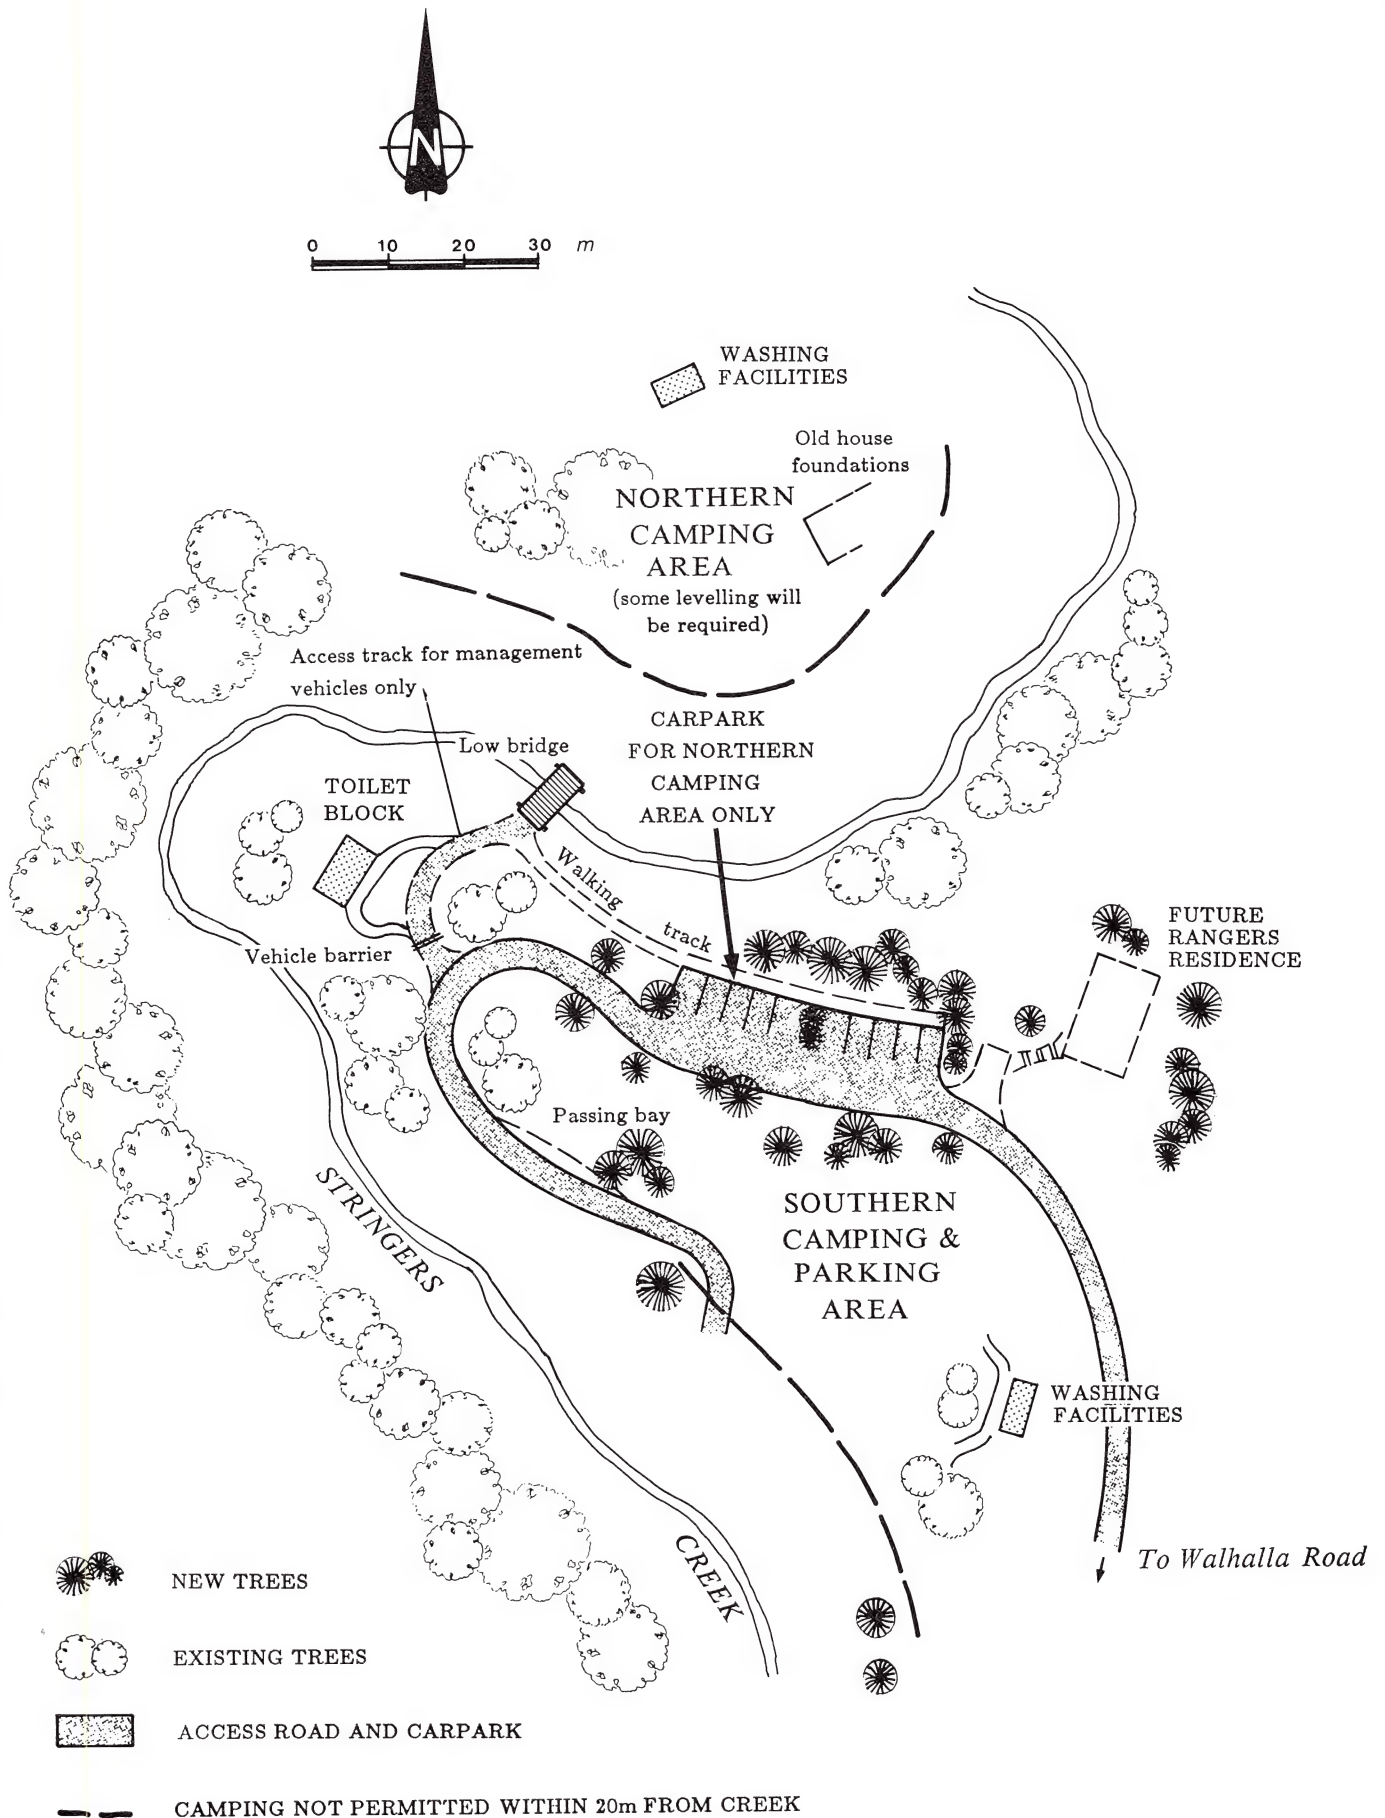 N
0 10 20 30 m
WASHING
FACILITIES
Old house
foundations
NORTHERN
CAMPING
AREA
(some levelling will
be required)
Access track for management
vehicles only
CARPARK
FOR NORTHERN
CAMPING
AREA ONLY
Low bridge
TOILET
BLOCK
Walking
track
Vehicle barrier
FUTURE
RANGERS
RESIDENCE
Passing bay
SOUTHERN
CAMPING &
PARKING
AREA
STRINGERS
CREEK
WASHING
FACILITIES
To Walhalla Road
NEW TREES
EXISTING TREES
ACCESS ROAD AND CARPARK
CAMPING NOT PERMITTED WITHIN 20m FROM CREEK